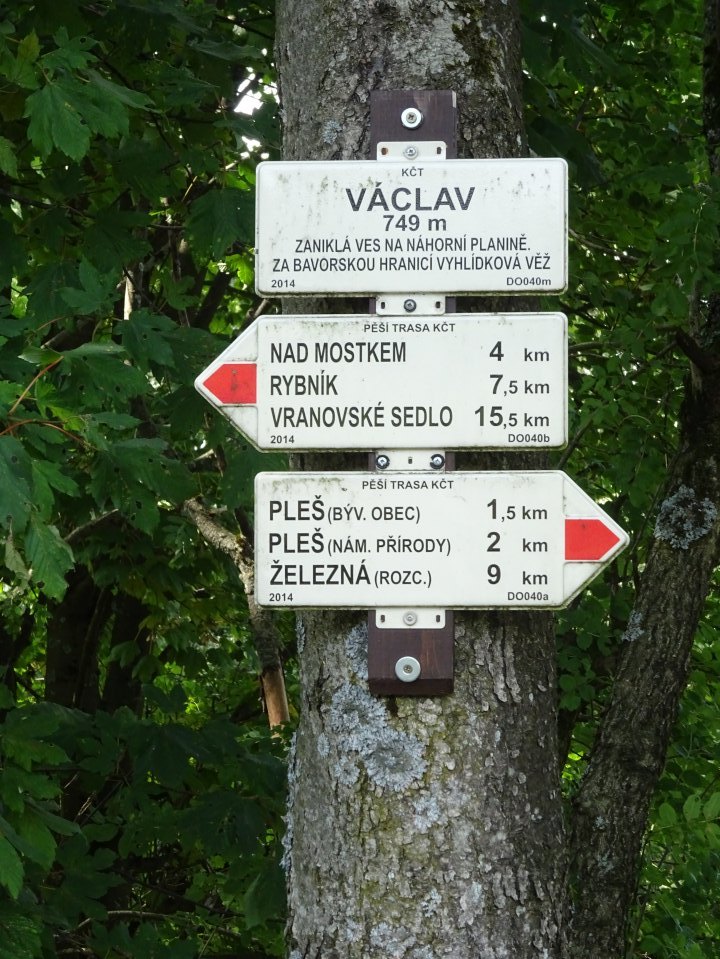 KČT
VÁCLAV
749 m
ZANIKLÁ VES NA NÁHORNÍ PLANINĚ.
ZA BAVORSKOU HRANICÍ VYHLÍDKOVÁ VĚŽ
2014 DO040m
PĚŠÍ TRASA KČT
NAD MOSTKEM 4 km
RYBNÍK 7,5 km
VRANOVSKÉ SEDLO 15,5 km
2014 DO040b
PĚŠÍ TRASA KČT
PLEŠ (BÝV. OBEC) 1,5 km
PLEŠ (NÁM. PŘÍRODY) 2 km
ŽELEZNÁ (ROZC.) 9 km
2014 DO040a